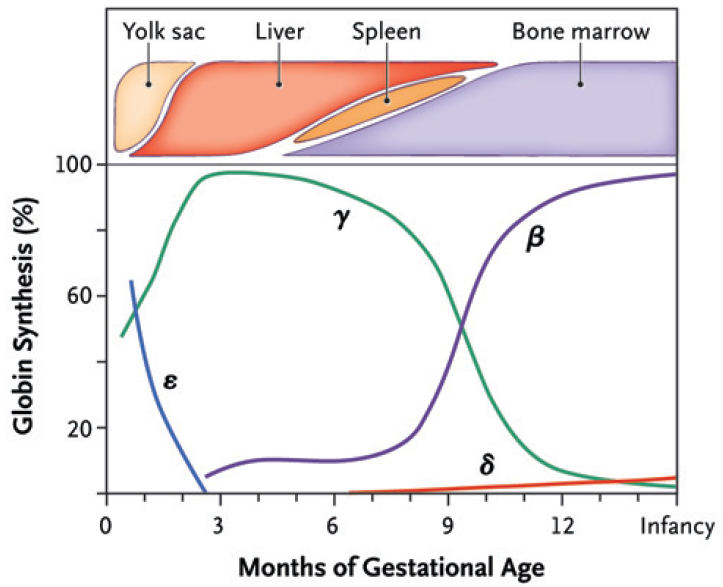 Yolk sac Liver Spleen Bone marrow
100
60
20
Globin Synthesis (%)
γ
β
ε
δ
0 3 6 9 12 Infancy
Months of Gestational Age